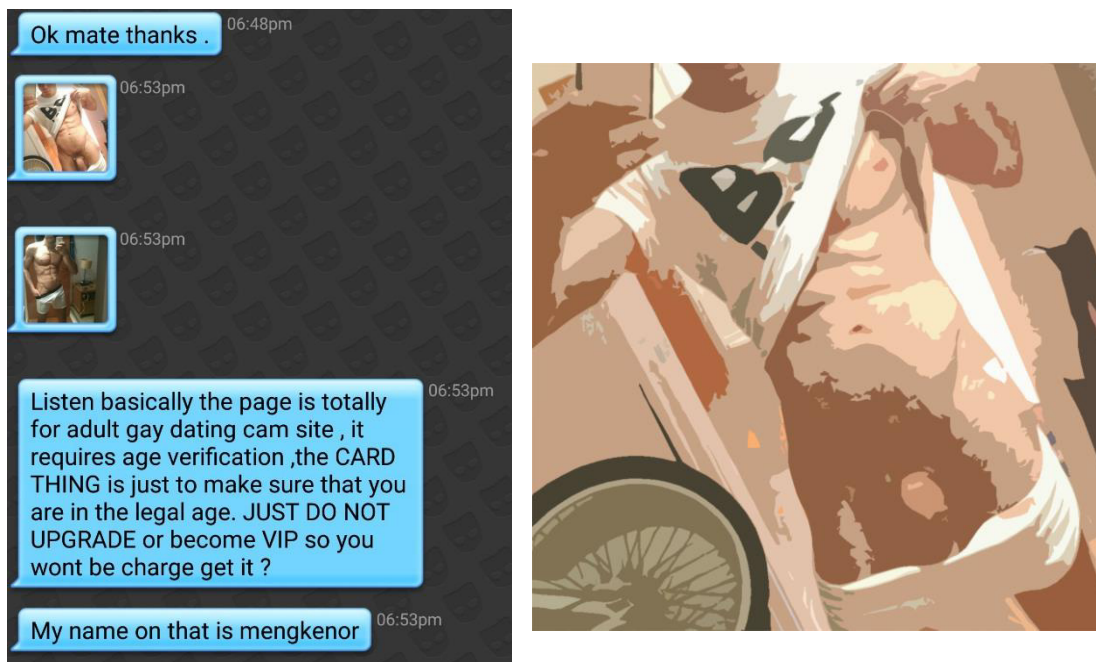 Ok mate thanks .
06:48pm
06:53pm
06:53pm
Listen basically the page is totally
06:53pm
for adult gay dating cam site , it
requires age verification ,the CARD
THING is just to make sure that you
are in the legal age. JUST DO NOT
UPGRADE or become VIP so you
wont be charge get it ?
My name on that is mengkenor
06:53pm